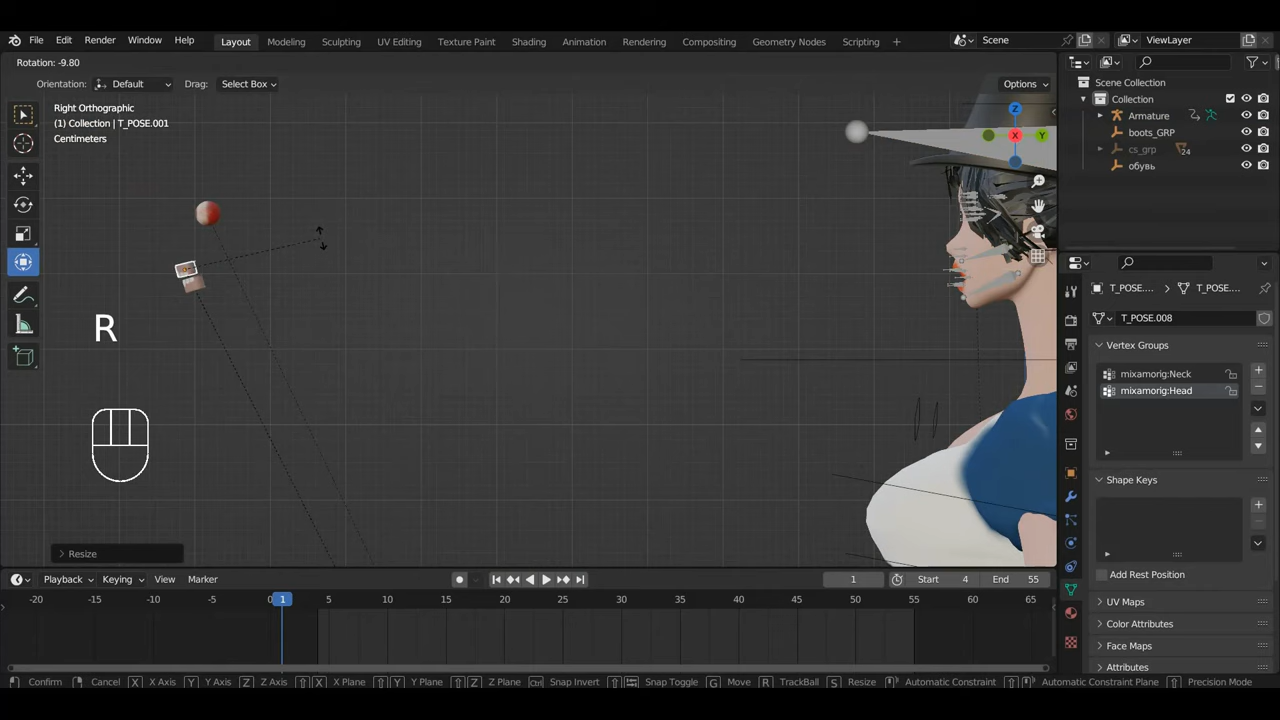 File Edit Render Window Help
Layout Modeling Sculpting UV Editing Texture Paint Shading Animation Rendering Compositing Geometry Nodes Scripting +
Scene
ViewLayer
Rotation: -9.80
Orientation: Default Drag: Select Box
Options
Right Orthographic
(1) Collection | T_POSE.001
Centimeters
Z
X
Y
R
Resize
Scene Collection
Collection
Armature
boots_GRP
cs_grp 24
обувь
T_POSE.... T_POSE....
T_POSE.008
Vertex Groups
mixamorig:Neck
mixamorig:Head
Shape Keys
Add Rest Position
UV Maps
Color Attributes
Face Maps
Attributes
Playback Keying View Marker
1 Start 4 End 55
-20 -15 -10 -5 0 1 5 10 15 20 25 30 35 40 45 50 55 60 65
Confirm Cancel X X Axis Y Y Axis Z Z Axis X X Plane Y Y Plane Z Z Plane Ctrl Snap Invert Snap Toggle G Move R TrackBall S Resize Automatic Constraint Automatic Constraint Plane Precision Mode